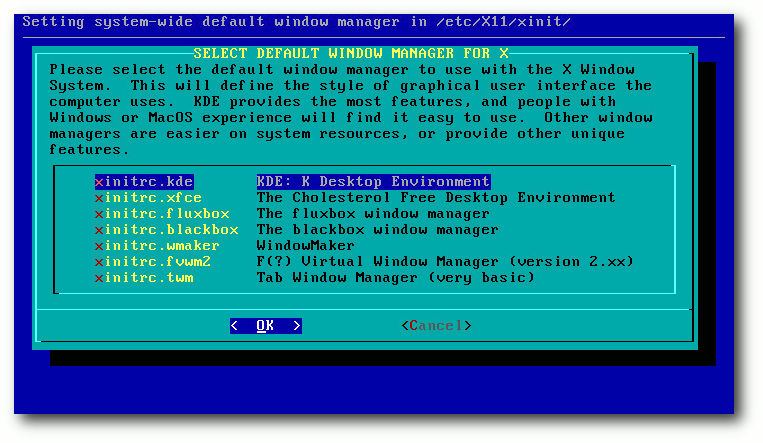 Setting system-wide default window manager in /etc/X11/xinit/
SELECT DEFAULT WINDOW MANAGER FOR X
Please select the default window manager to use with the X Window
System.  This will define the style of graphical user interface the
computer uses.  KDE provides the most features, and people with
Windows or MacOS experience will find it easy to use.  Other window
managers are easier on system resources, or provide other unique
features.
xinitrc.kde KDE: K Desktop Environment
xinitrc.xfce The Cholesterol Free Desktop Environment
xinitrc.fluxbox The fluxbox window manager
xinitrc.blackbox The blackbox window manager
xinitrc.wmaker WindowMaker
xinitrc.fvwm2 F(?) Virtual Window Manager (version 2.xx)
xinitrc.twm Tab Window Manager (very basic)
<  OK  > <Cancel>